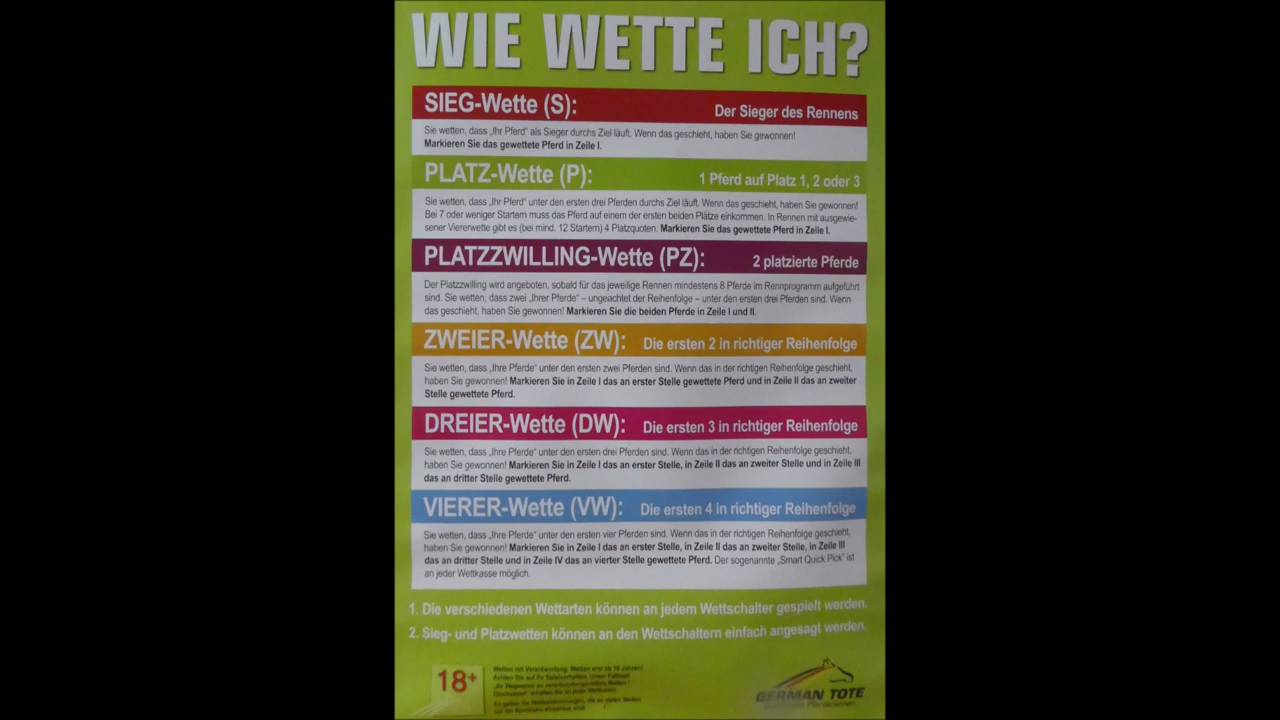 WIE WETTE ICH?
SIEG-Wette (S): Der Sieger des Rennens
Sie wetten, dass „Ihr Pferd“ als Sieger durchs Ziel läuft. Wenn das geschieht, haben Sie gewonnen!
Markieren Sie das gewettete Pferd in Zeile I.
PLATZ-Wette (P): 1 Pferd auf Platz 1, 2 oder 3
Sie wetten, dass „Ihr Pferd“ unter den ersten drei Pferden durchs Ziel läuft. Wenn das geschieht, haben Sie gewonnen!
Bei 7 oder weniger Startern muss das Pferd auf einem der ersten beiden Plätze einkommen. In Rennen mit ausgewie-
sener Viererwette gibt es (bei mind. 12 Startern) 4 Platzquoten. Markieren Sie das gewettete Pferd in Zeile I.
PLATZZWILLING-Wette (PZ): 2 platzierte Pferde
Der Platzzwilling wird angeboten, sobald für das jeweilige Rennen mindestens 8 Pferde im Rennprogramm aufgeführt
sind. Sie wetten, dass zwei „Ihrer Pferde“ – ungeachtet der Reihenfolge – unter den ersten drei Pferden sind. Wenn
das geschieht, haben Sie gewonnen! Markieren Sie die beiden Pferde in Zeile I und II.
ZWEIER-Wette (ZW): Die ersten 2 in richtiger Reihenfolge
Sie wetten, dass „Ihre Pferde“ unter den ersten zwei Pferden sind. Wenn das in der richtigen Reihenfolge geschieht,
haben Sie gewonnen! Markieren Sie in Zeile I das an erster Stelle gewettete Pferd und in Zeile II das an zweiter
Stelle gewettete Pferd.
DREIER-Wette (DW): Die ersten 3 in richtiger Reihenfolge
Sie wetten, dass „Ihre Pferde“ unter den ersten drei Pferden sind. Wenn das in der richtigen Reihenfolge geschieht,
haben Sie gewonnen! Markieren Sie in Zeile I das an erster Stelle, in Zeile II das an zweiter Stelle und in Zeile III
das an dritter Stelle gewettete Pferd.
VIERER-Wette (VW): Die ersten 4 in richtiger Reihenfolge
Sie wetten, dass „Ihre Pferde“ unter den ersten vier Pferden sind. Wenn das in der richtigen Reihenfolge geschieht,
haben Sie gewonnen! Markieren Sie in Zeile I das an erster Stelle, in Zeile II das an zweiter Stelle, in Zeile III
das an dritter Stelle und in Zeile IV das an vierter Stelle gewettete Pferd. Der sogenannte „Smart Quick Pick“ ist
an jeder Wettkasse möglich.
1. Die verschiedenen Wettarten können an jedem Wettschalter gespielt werden.
2. Sieg- und Platzwetten können an den Wettschaltern einfach angesagt werden.
18+
Wetten mit Verantwortung. Wetten erst ab 18 Jahren!
Achten Sie auf Ihr Spielverhalten. Unser Faltblatt
GERMAN TOTE